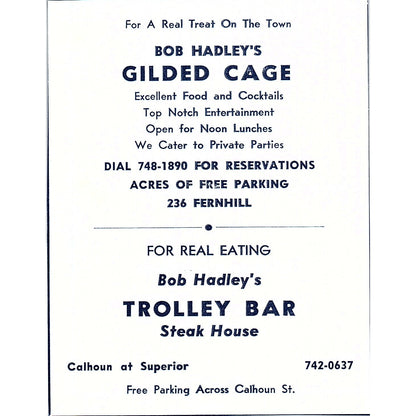 For A Real Treat On The Town
BOB HADLEY'S
GILDED CAGE
Excellent Food and Cocktails
Top Notch Entertainment
Open for Noon Lunches
We Cater to Private Parties
DIAL 748-1890 FOR RESERVATIONS
ACRES OF FREE PARKING
236 FERNHILL
FOR REAL EATING
Bob Hadley's
TROLLEY BAR
Steak House
Calhoun at Superior 742-0637
Free Parking Across Calhoun St.